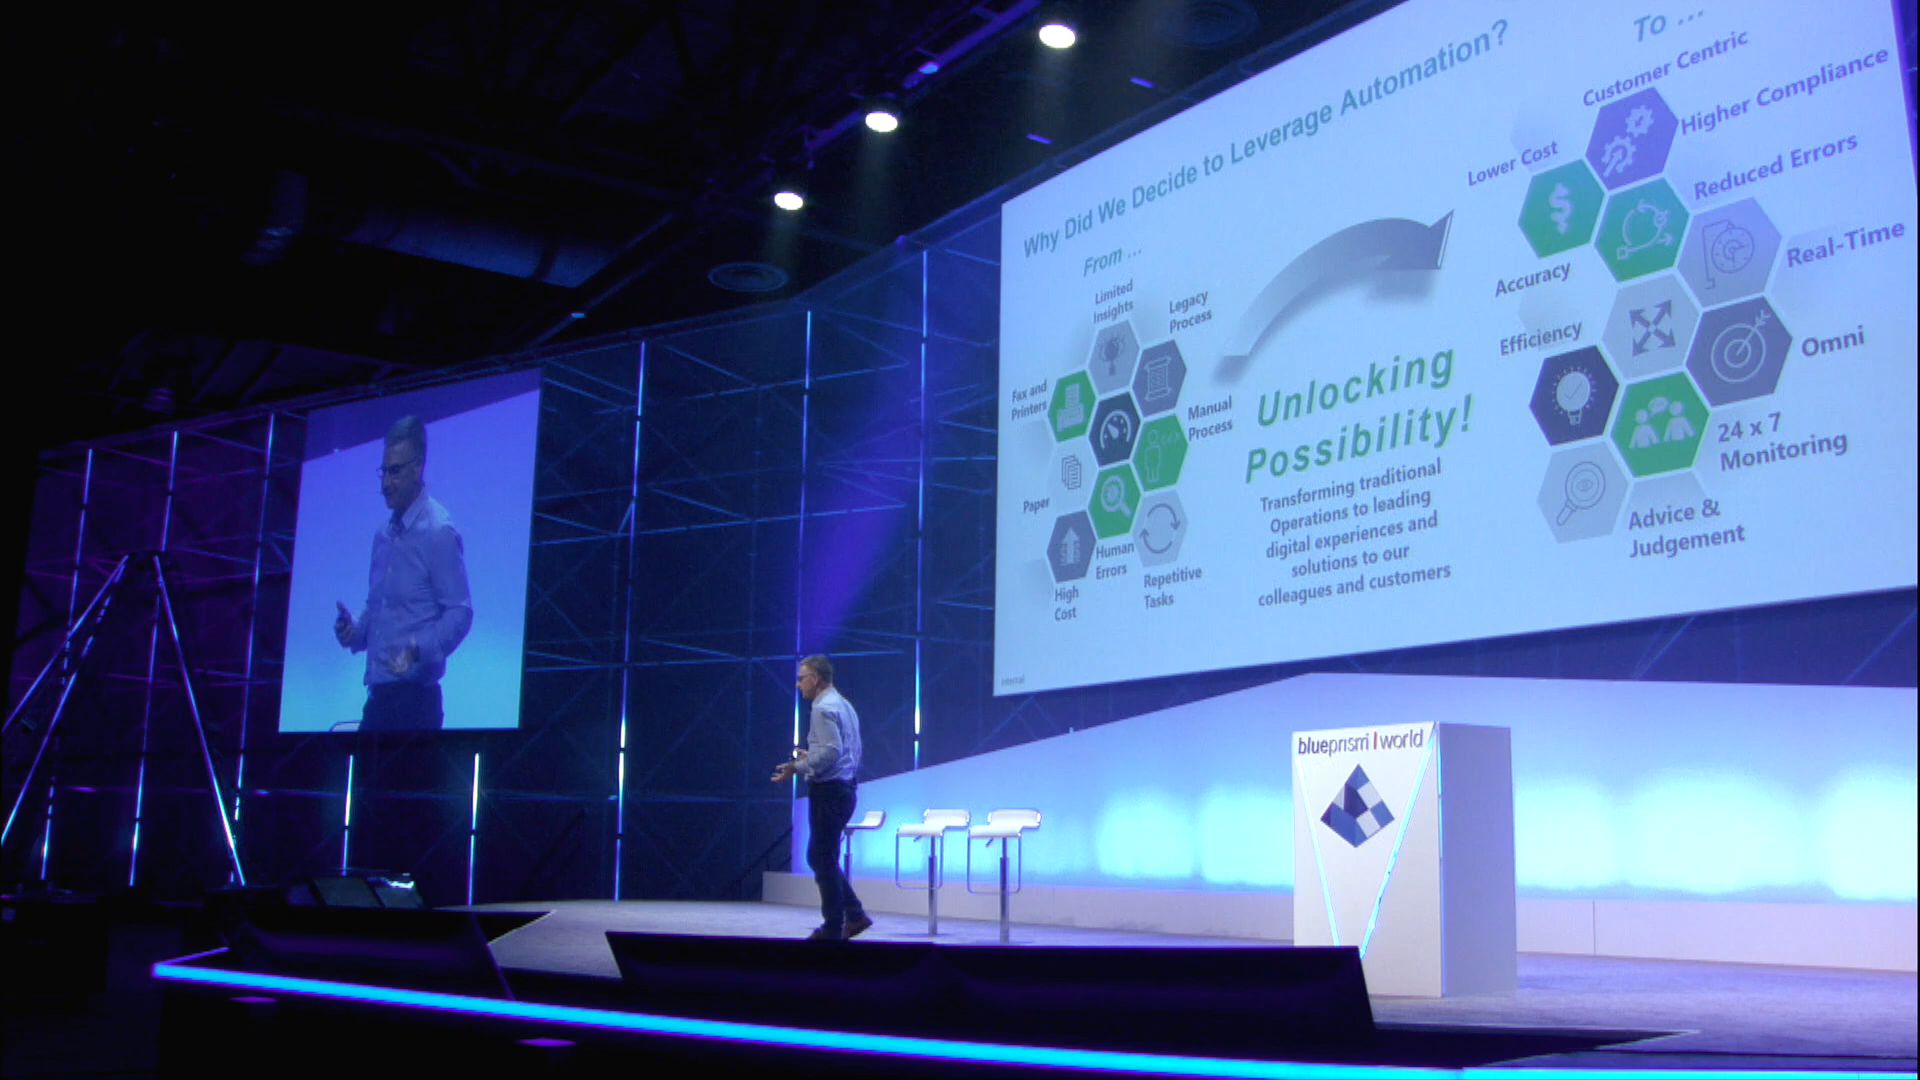 Why Did We Decide to Leverage Automation?
From ...
Limited
Insights
Legacy
Process
Fax and
Printers
Manual
Process
Paper
Human
Errors
Repetitive
Tasks
High
Cost
Unlocking
Possibility!
Transforming traditional
Operations to leading
digital experiences and
solutions to our
colleagues and customers
To ...
Customer Centric
Higher Compliance
Lower Cost
Reduced Errors
Real-Time
Accuracy
Efficiency
Omni
24 x 7
Monitoring
Advice &
Judgement
Internal
blueprism world